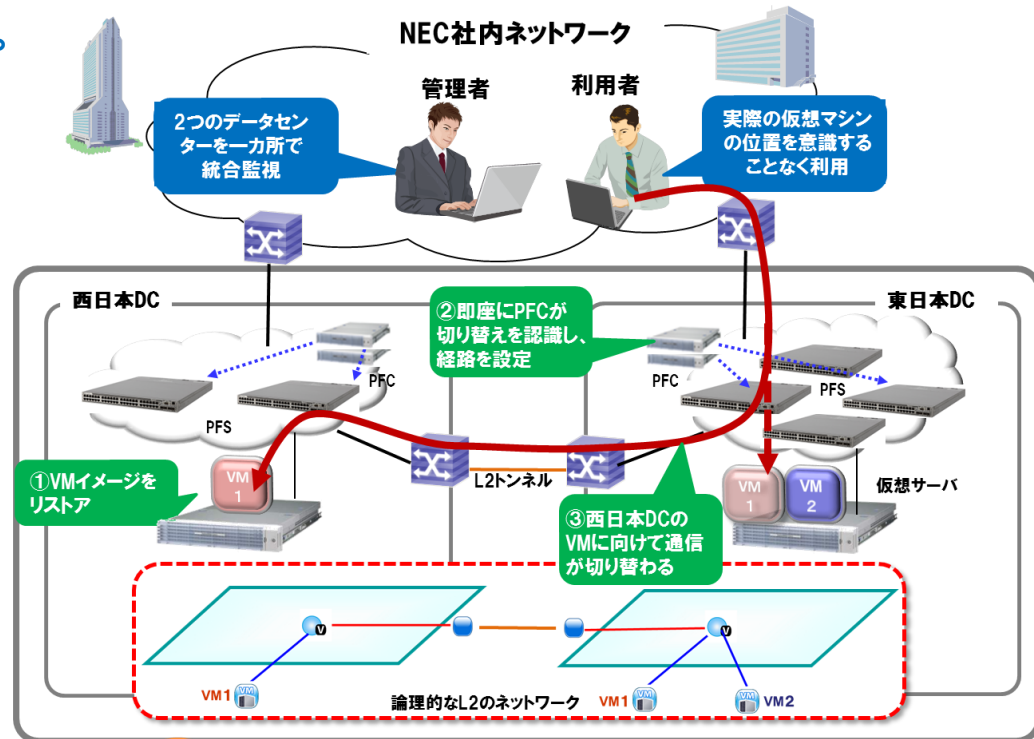 NEC社内ネットワーク
管理者
利用者
2つのデータセン
ターを一カ所で
統合監視
実際の仮想マシン
の位置を意識する
ことなく利用
西日本DC
東日本DC
②即座にPFCが
切り替えを認識し、
経路を設定
PFC
PFS
PFC
PFS
①VMイメージを
リストア
VM
1
L2トンネル
③西日本DCの
VMに向けて通信
が切り替わる
VM
1
VM
2
仮想サーバ
V
V
VM1
VM
論理的なL2のネットワーク
VM1
VM
VM
VM2